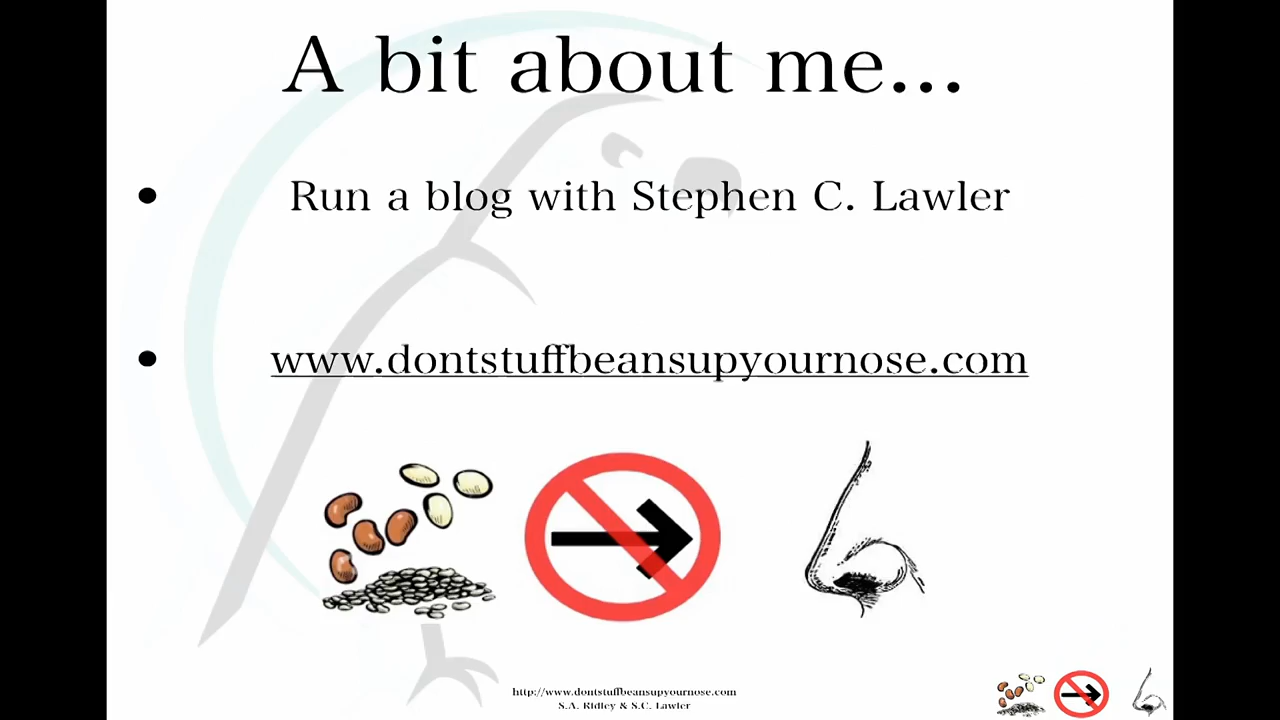 A bit about me...
• Run a blog with Stephen C. Lawler
• www.dontstuffbeansupyournose.com
http://www.dontstuffbeansupyournose.com
S.A. Ridley & S.C. Lawler